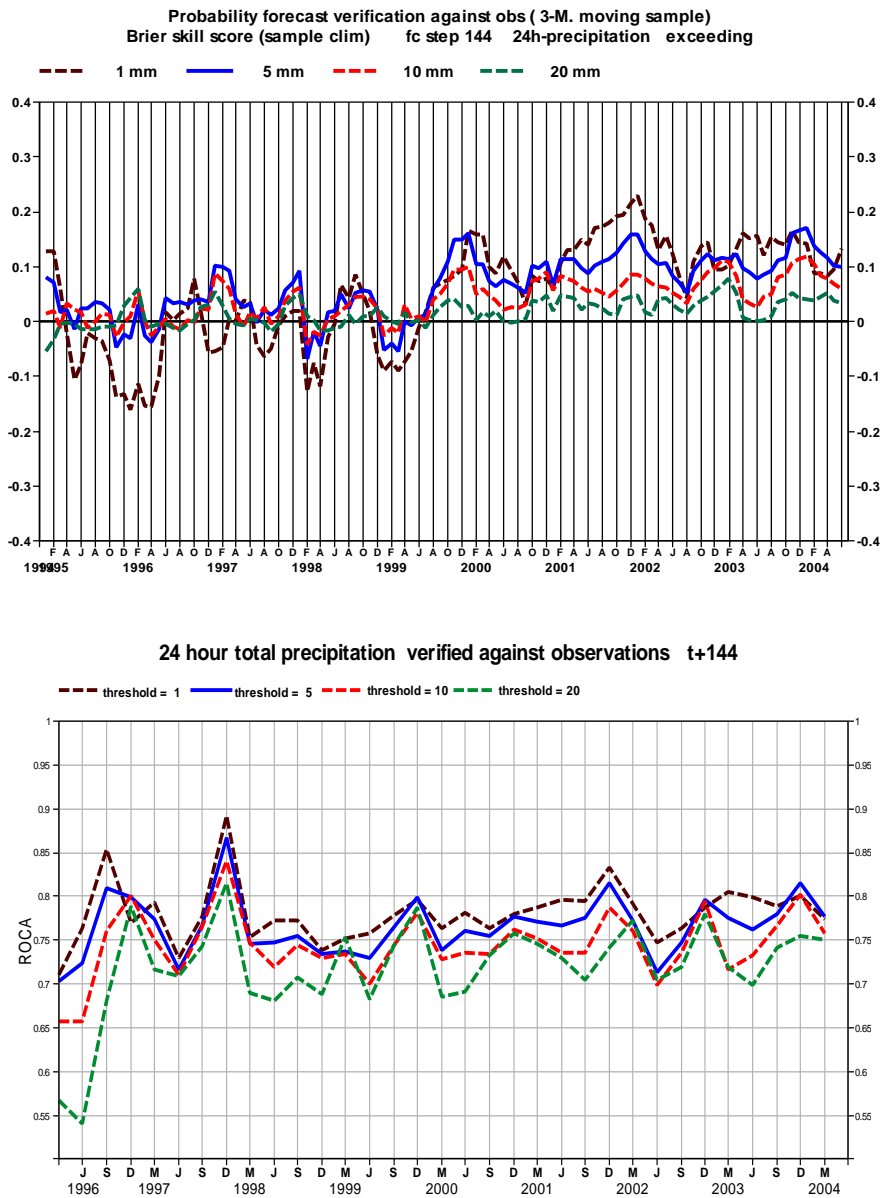 Probability forecast verification against obs ( 3-M. moving sample)
Brier skill score (sample clim) fc step 144 24h-precipitation exceeding
1 mm 5 mm 10 mm 20 mm
0.4 0.4
0.3 0.3
0.2 0.2
0.1 0.1
0 0
-0.1 -0.1
-0.2 -0.2
-0.3 -0.3
-0.4 -0.4
F A J A O D F A J A O D F A J A O D F A J A O D F A J A O D F A J A O D F A J A O D F A J A O D F A J A O D F A
1994 1995 1996 1997 1998 1999 2000 2001 2002 2003 2004
24 hour total precipitation verified against observations t+144
threshold = 1 threshold = 5 threshold = 10 threshold = 20
1 1
0.95 0.95
0.9 0.9
0.85 0.85
0.8 0.8
0.75 0.75
ROCA
0.7 0.7
0.65 0.65
0.6 0.6
0.55 0.55
J S D M J S D M J S D M J S D M J S D M J S D M J S D M J S D M
1996 1997 1998 1999 2000 2001 2002 2003 2004